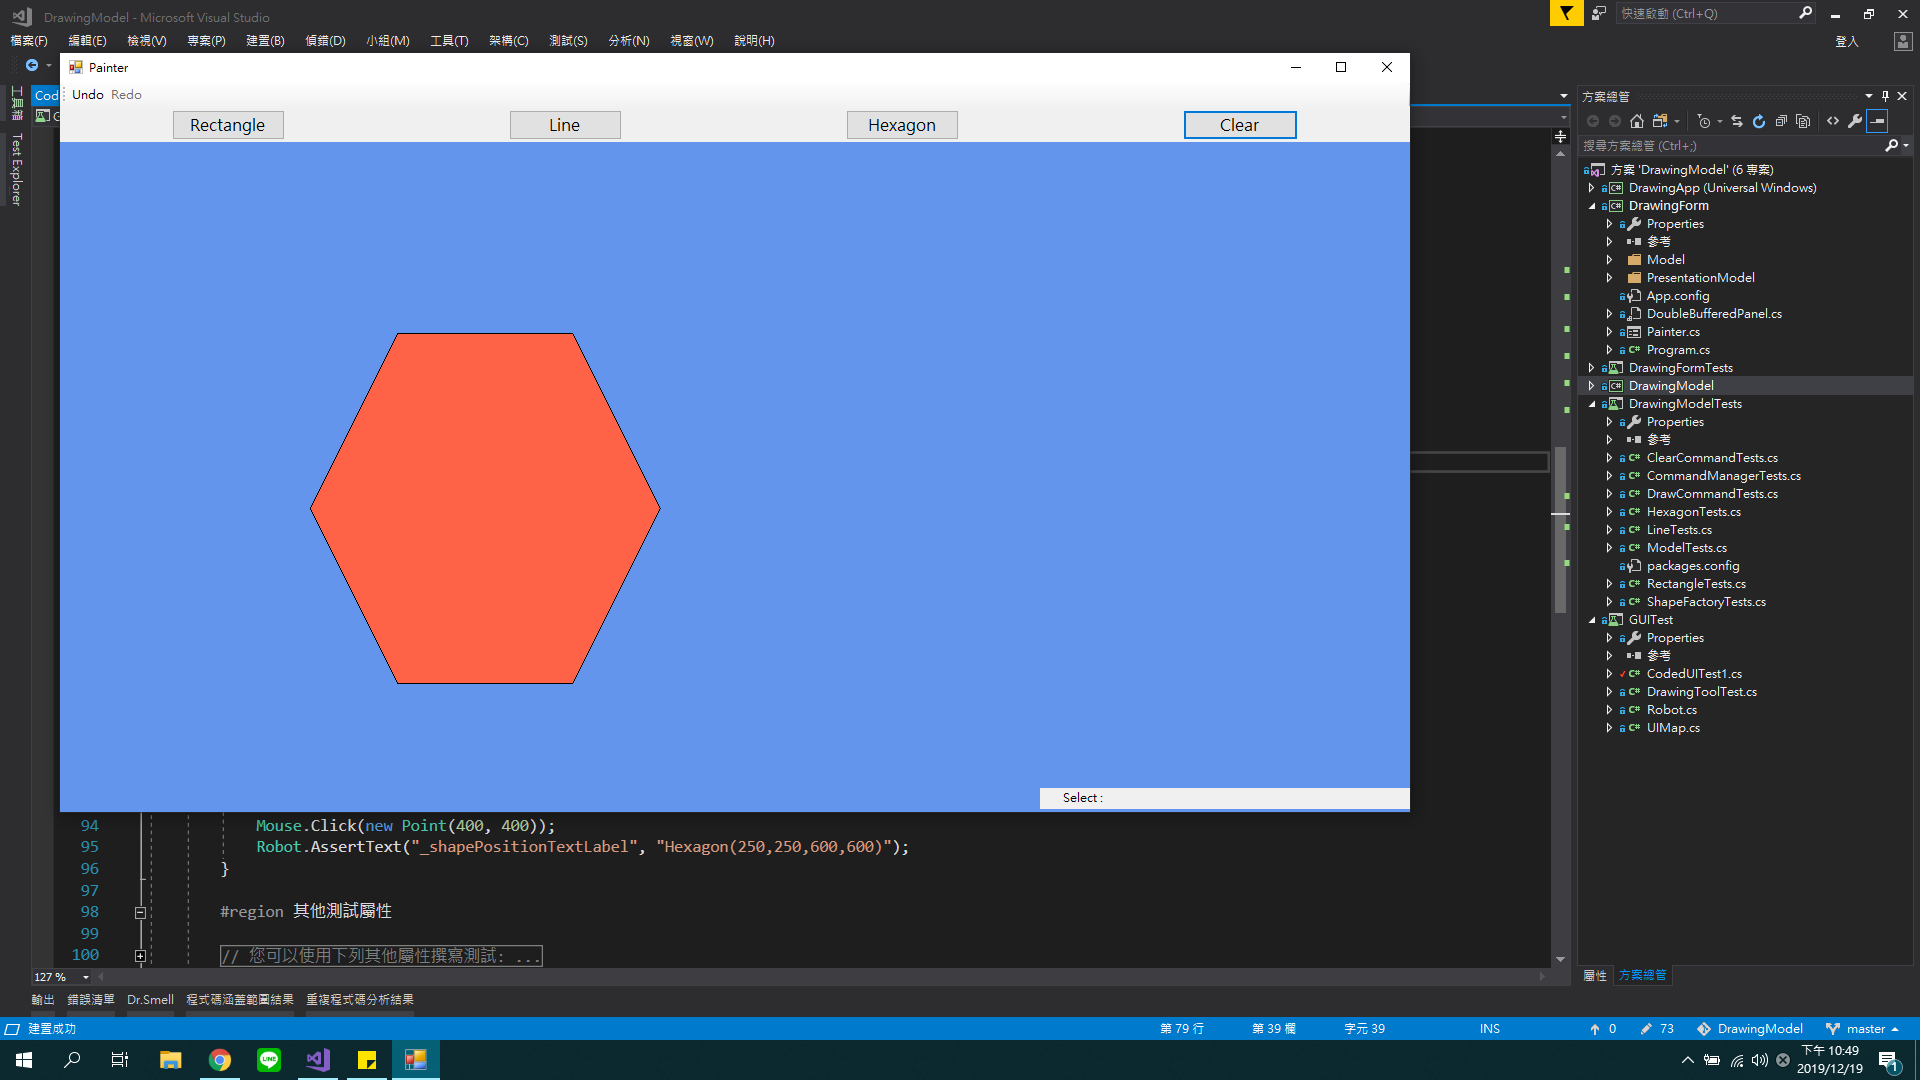 DrawingModel - Microsoft Visual Studio
快速啟動 (Ctrl+Q)
檔案(F) 編輯(E) 檢視(V) 專案(P) 建置(B) 偵錯(D) 小組(M) 工具(T) 架構(C) 測試(S) 分析(N) 視窗(W) 說明(H)
登入
工具箱
Test Explorer
Cod
Painter
Undo Redo
Rectangle Line Hexagon Clear
Select :
94 Mouse.Click(new Point(400, 400));
95 Robot.AssertText("_shapePositionTextLabel", "Hexagon(250,250,600,600)");
96 }
97
98 #region 其他測試屬性
99
100 // 您可以使用下列其他屬性撰寫測試: ...
127 %
方案總管
搜尋方案總管 (Ctrl+;)
方案 'DrawingModel' (6 專案)
DrawingApp (Universal Windows)
DrawingForm
Properties
參考
Model
PresentationModel
App.config
DoubleBufferedPanel.cs
Painter.cs
Program.cs
DrawingFormTests
DrawingModel
DrawingModelTests
Properties
參考
ClearCommandTests.cs
CommandManagerTests.cs
DrawCommandTests.cs
HexagonTests.cs
LineTests.cs
ModelTests.cs
packages.config
RectangleTests.cs
ShapeFactoryTests.cs
GUITest
Properties
參考
CodedUITest1.cs
DrawingToolTest.cs
Robot.cs
UIMap.cs
屬性 方案總管
輸出 錯誤清單 Dr.Smell 程式碼涵蓋範圍結果 重複程式碼分析結果
建置成功 第 79 行 第 39 欄 字元 39 INS 0 73 DrawingModel master
下午 10:49
2019/12/19
1